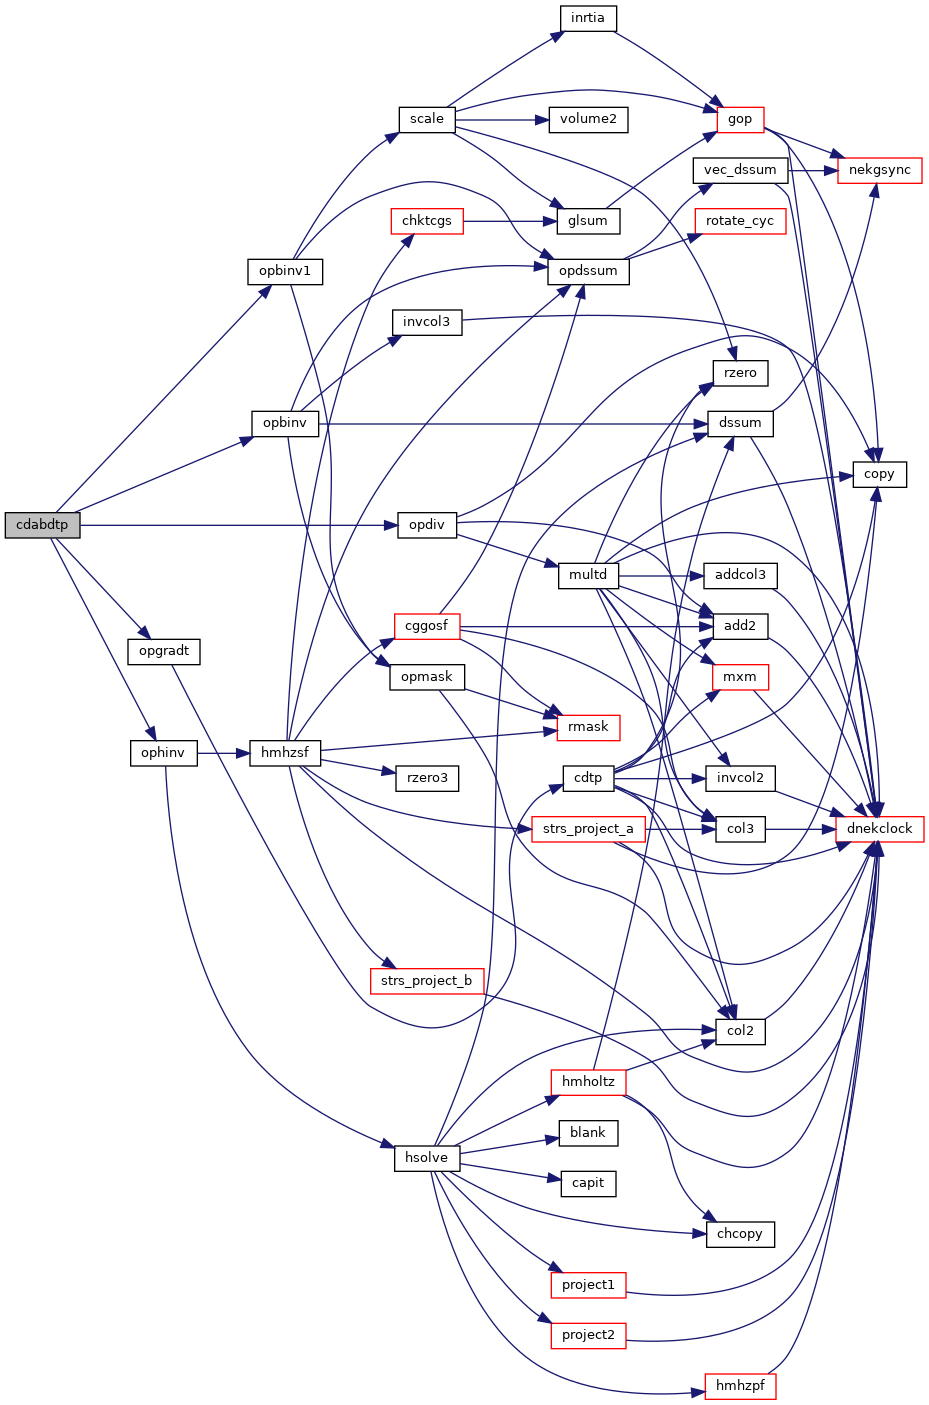 inrtia
scale
volume2
gop
vec_dssum
nekgsync
chktcgs
glsum
rotate_cyc
opbinv1
opdssum
invcol3
rzero
opbinv
dssum
copy
cdabdtp
opdiv
multd
addcol3
cggosf
add2
opgradt
opmask
mxm
rmask
ophinv
hmhzsf
rzero3
cdtp
invcol2
strs_project_a
col3
dnekclock
strs_project_b
col2
hmholtz
blank
hsolve
capit
chcopy
project1
project2
hmhzpf